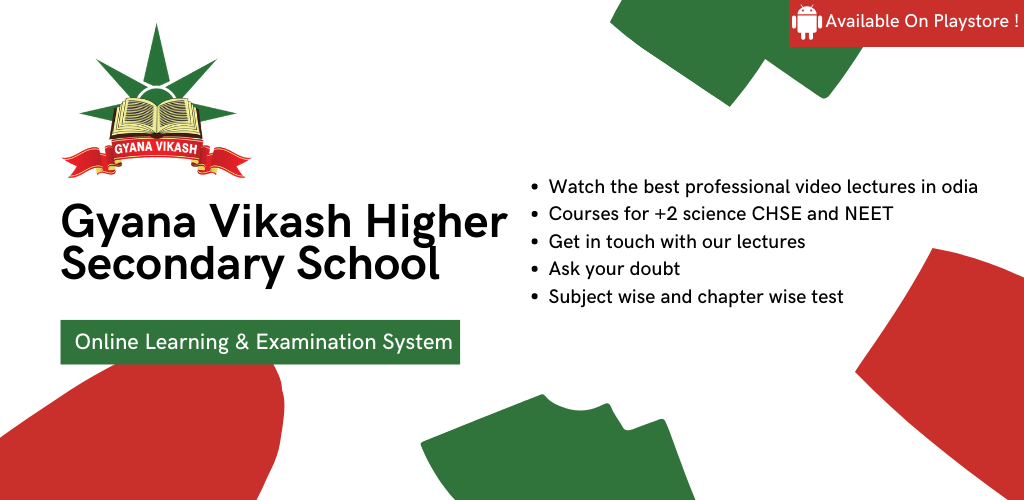 Available On Playstore !
GYANA VIKASH
Gyana Vikash Higher
Secondary School
Online Learning & Examination System
• Watch the best professional video lectures in odia
• Courses for +2 science CHSE and NEET
• Get in touch with our lectures
• Ask your doubt
• Subject wise and chapter wise test